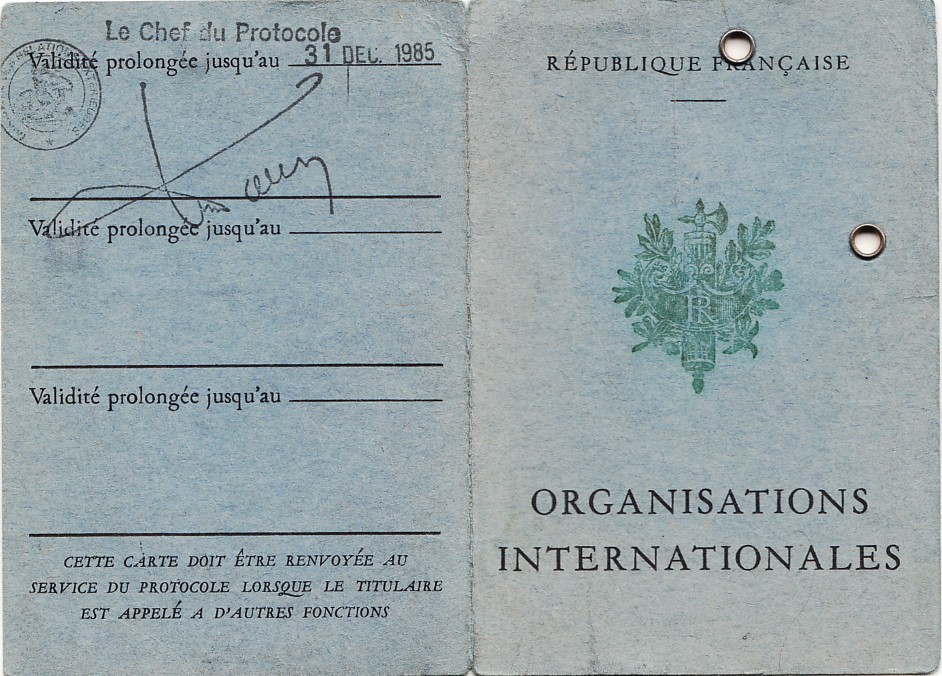 Le Chef du Protocole
Validité prolongée jusqu'au 31 DEC. 1985
Validité prolongée jusqu'au
Validité prolongée jusqu'au
CETTE CARTE DOIT ÊTRE RENVOYÉE AU
SERVICE DU PROTOCOLE LORSQUE LE TITULAIRE
EST APPELÉ A D'AUTRES FONCTIONS
RÉPUBLIQUE FRANÇAISE
RF
ORGANISATIONS
INTERNATIONALES